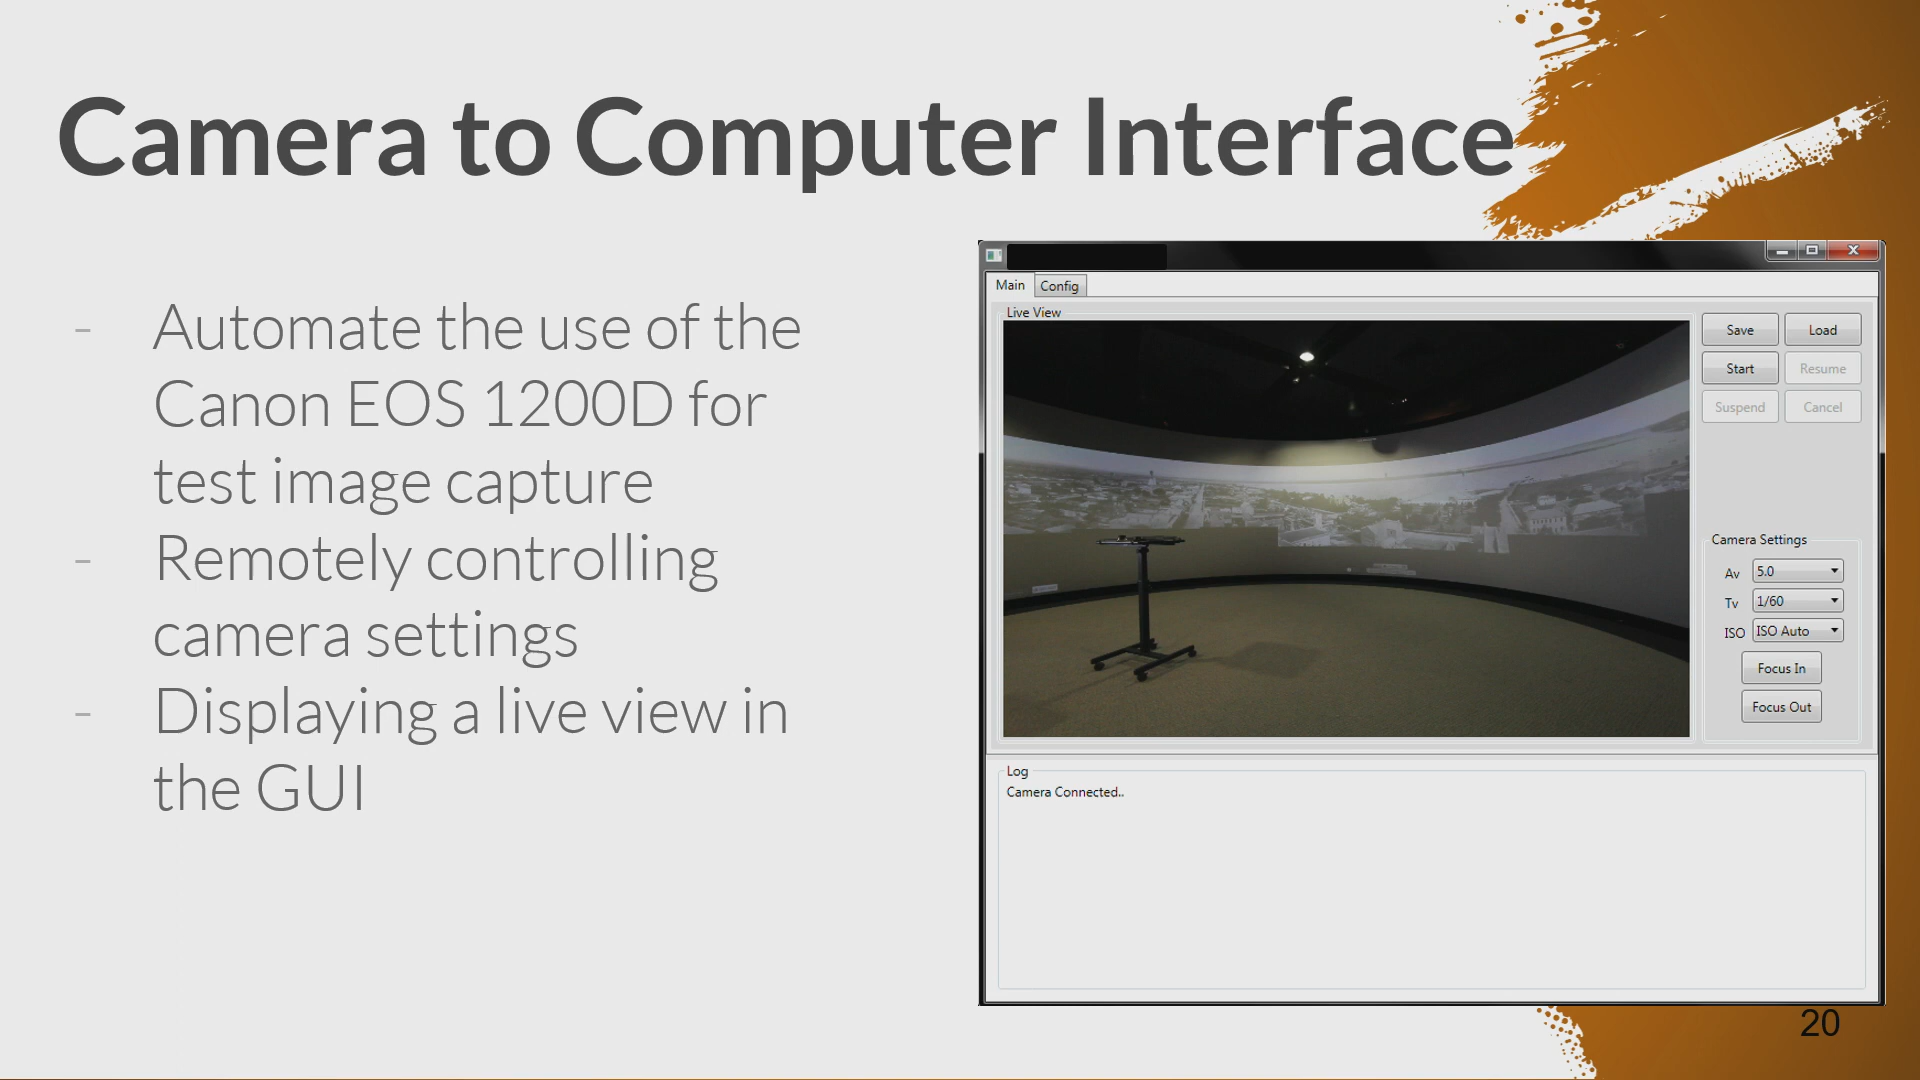 Camera to Computer Interface
- Automate the use of the
Canon EOS 1200D for
test image capture
- Remotely controlling
camera settings
- Displaying a live view in
the GUI
Main Config
Live View
Save Load
Start Resume
Suspend Cancel
Camera Settings
Av 5.0
Tv 1/60
ISO ISO Auto
Focus In
Focus Out
Log
Camera Connected..
20